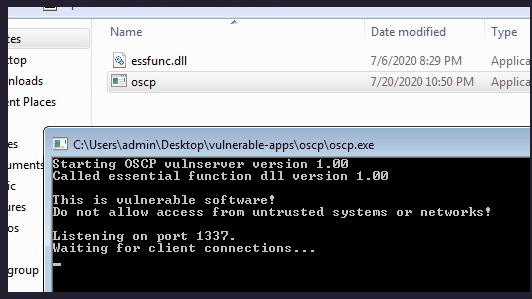 Name
Date modified
Type
tes
ktop
nloads
ent Places
essfunc.dll
7/6/2020 8:29 PM
Applica
oscp
7/20/2020 10:50 PM
Applica
es
uments
ic
ures
os
egroup
C:\Users\admin\Desktop\vulnerable-apps\oscp\oscp.exe
Starting OSCP vulnserver version 1.00
Called essential function dll version 1.00
This is vulnerable software!
Do not allow access from untrusted systems or networks!
Listening on port 1337.
Waiting for client connections...